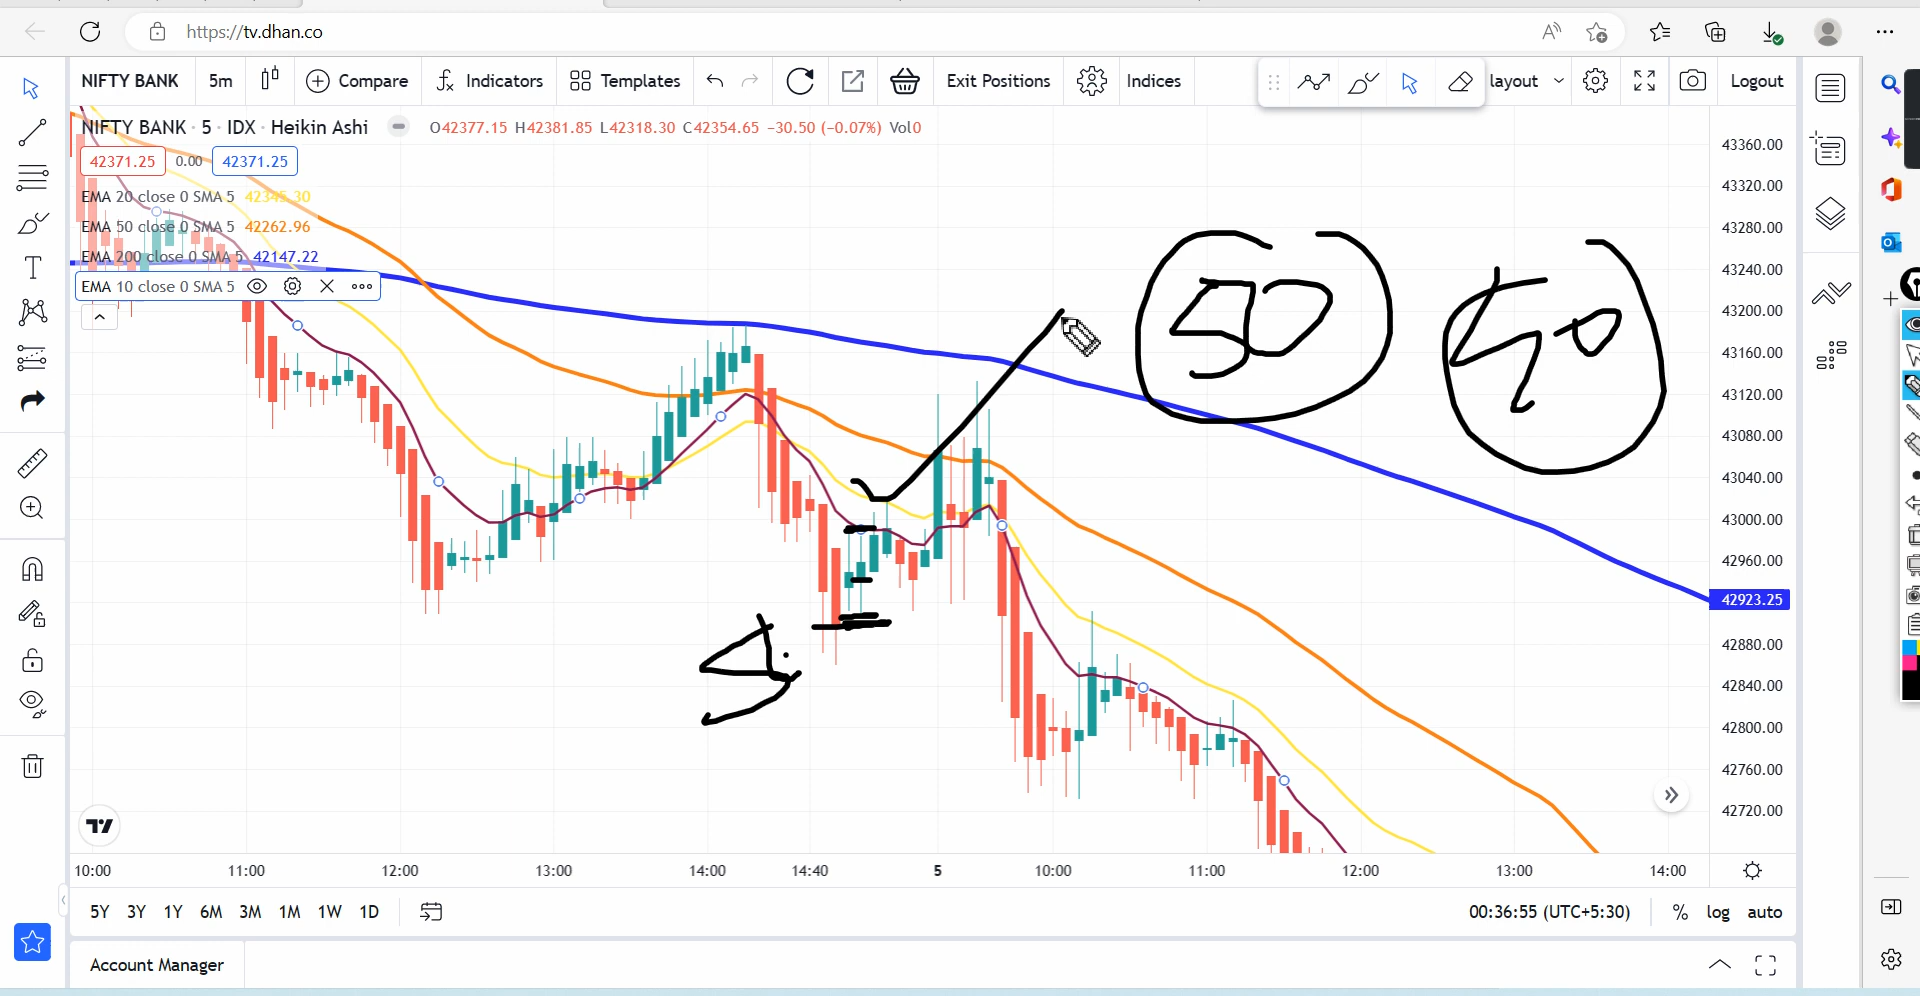 https://tv.dhan.co
NIFTY BANK 5m Compare Indicators Templates Exit Positions Indices layout Logout
NIFTY BANK · 5 · IDX · Heikin Ashi O42377.15 H42381.85 L42318.30 C42354.65 −30.50 (−0.07%) Vol0
42371.25 0.00 42371.25
EMA 20 close 0 SMA 5 42345.30
EMA 50 close 0 SMA 5 42262.96
EMA 200 close 0 SMA 5 42147.22
EMA 10 close 0 SMA 5
50 50
43360.00
43320.00
43280.00
43240.00
43200.00
43160.00
43120.00
43080.00
43040.00
43000.00
42960.00
42923.25
42880.00
42840.00
42800.00
42760.00
42720.00
10:00 11:00 12:00 13:00 14:00 14:40 5 10:00 11:00 12:00 13:00 14:00
5Y 3Y 1Y 6M 3M 1M 1W 1D 00:36:55 (UTC+5:30) % log auto
Account Manager